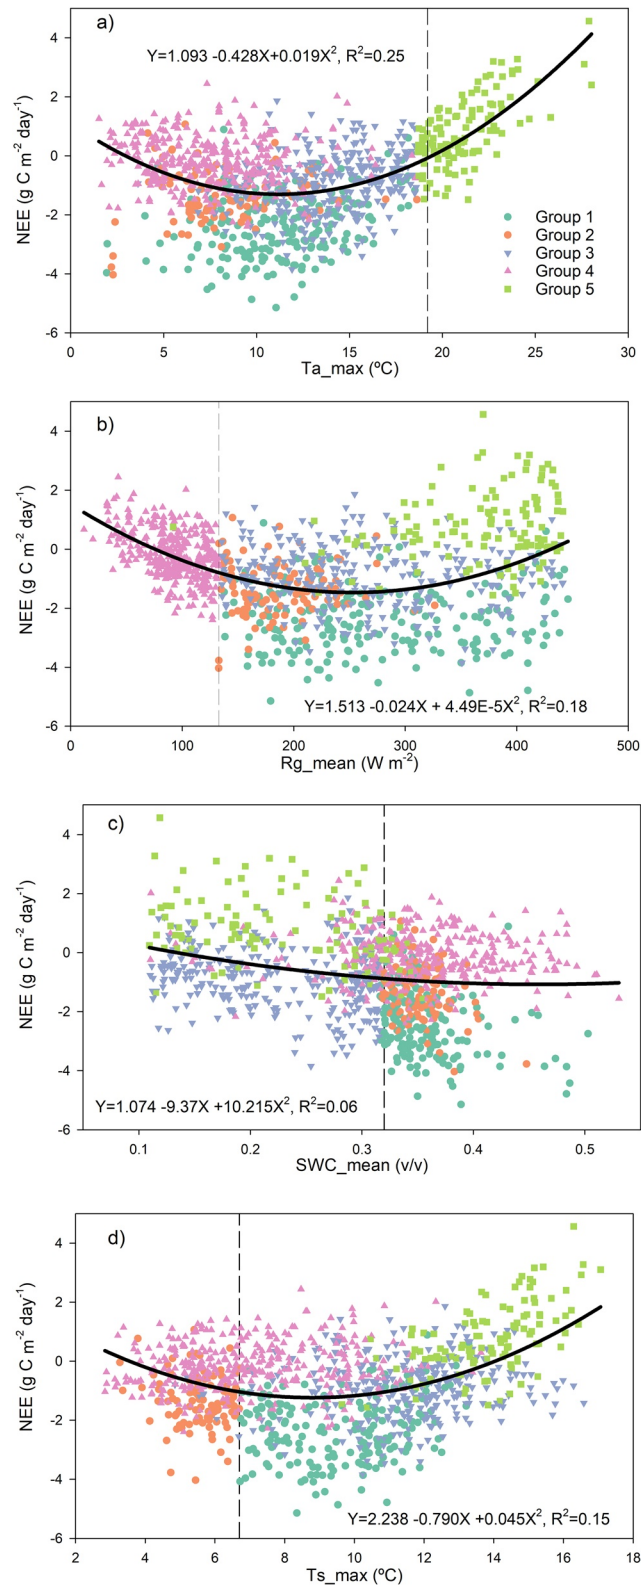 a)
Y=1.093 -0.428X+0.019X², R²=0.25
4
2
0
-2
-4
-6
NEE (g C m⁻² day⁻¹)
Group 1
Group 2
Group 3
Group 4
Group 5
0 5 10 15 20 25 30
Ta_max (ºC)
b)
4
2
0
-2
-4
-6
NEE (g C m⁻² day⁻¹)
Y=1.513 -0.024X + 4.49E-5X², R²=0.18
0 100 200 300 400 500
Rg_mean (W m⁻²)
c)
4
2
0
-2
-4
-6
NEE (g C m⁻² day⁻¹)
Y=1.074 -9.37X +10.215X², R²=0.06
0.1 0.2 0.3 0.4 0.5
SWC_mean (v/v)
d)
4
2
0
-2
-4
-6
NEE (g C m⁻² day⁻¹)
Y=2.238 -0.790X +0.045X², R²=0.15
2 4 6 8 10 12 14 16 18
Ts_max (ºC)